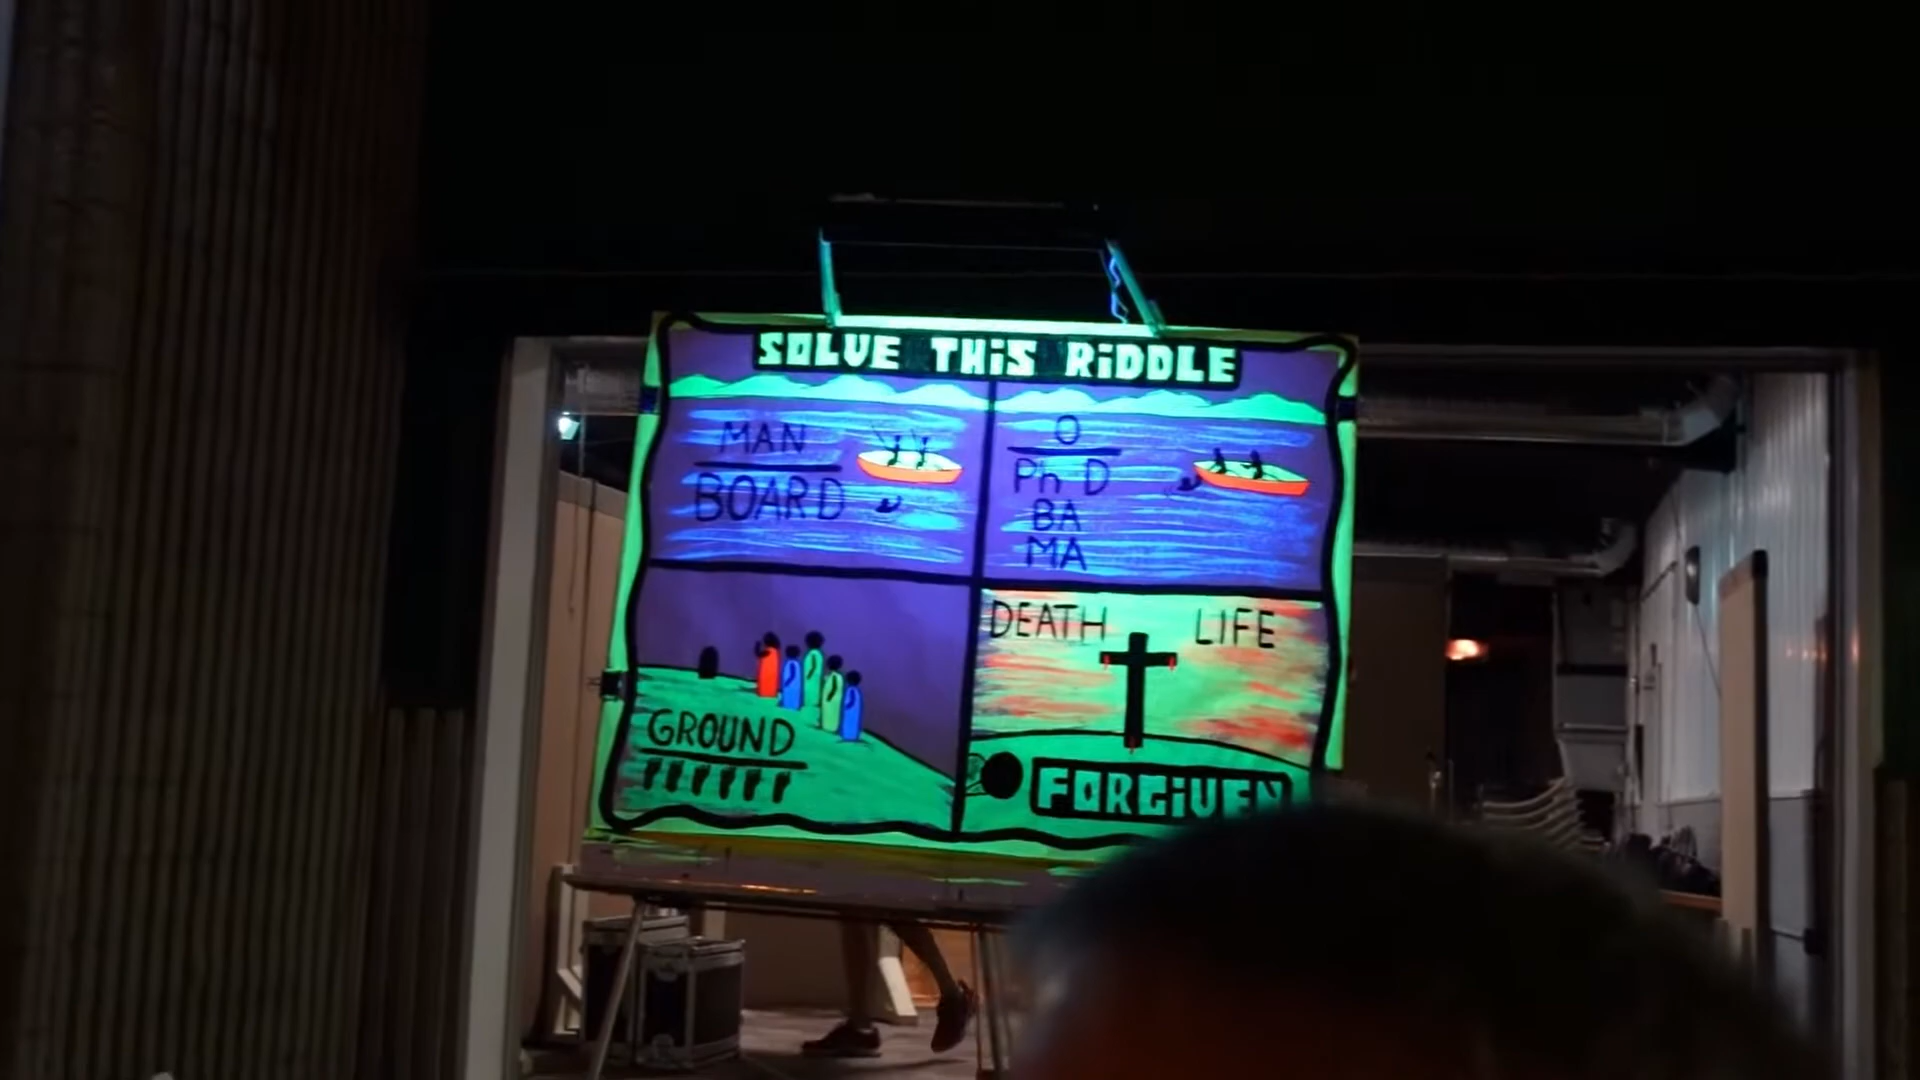 SOLVE THiS RiDDLE
MAN
BOARD
O
Ph D
BA
MA
GROUND
DEATH LIFE
FORGiVEN